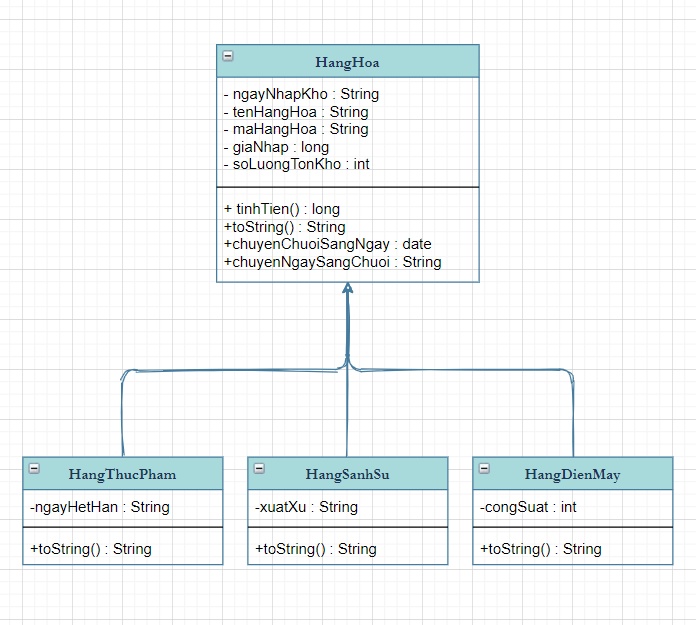 HangHoa
- ngayNhapKho : String
- tenHangHoa : String
- maHangHoa : String
- giaNhap : long
- soLuongTonKho : int
+ tinhTien() : long
+toString() : String
+chuyenChuoiSangNgay : date
+chuyenNgaySangChuoi : String
HangThucPham
-ngayHetHan : String
+toString() : String
HangSanhSu
-xuatXu : String
+toString() : String
HangDienMay
-congSuat : int
+toString() : String